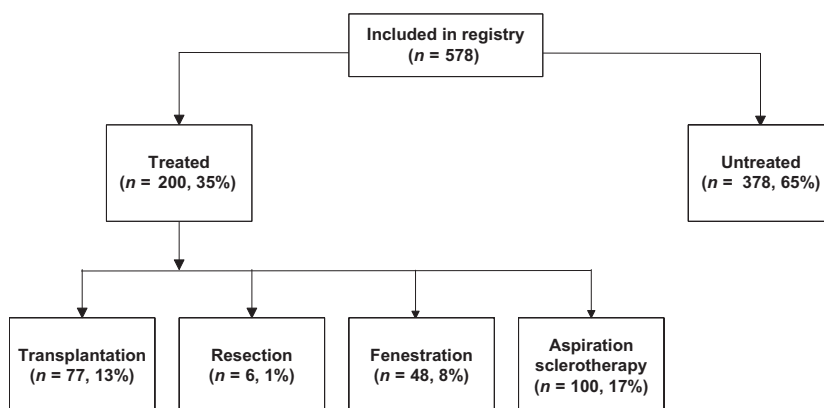 Included in registry
(n = 578)
Treated
(n = 200, 35%)
Untreated
(n = 378, 65%)
Transplantation
(n = 77, 13%)
Resection
(n = 6, 1%)
Fenestration
(n = 48, 8%)
Aspiration
sclerotherapy
(n = 100, 17%)